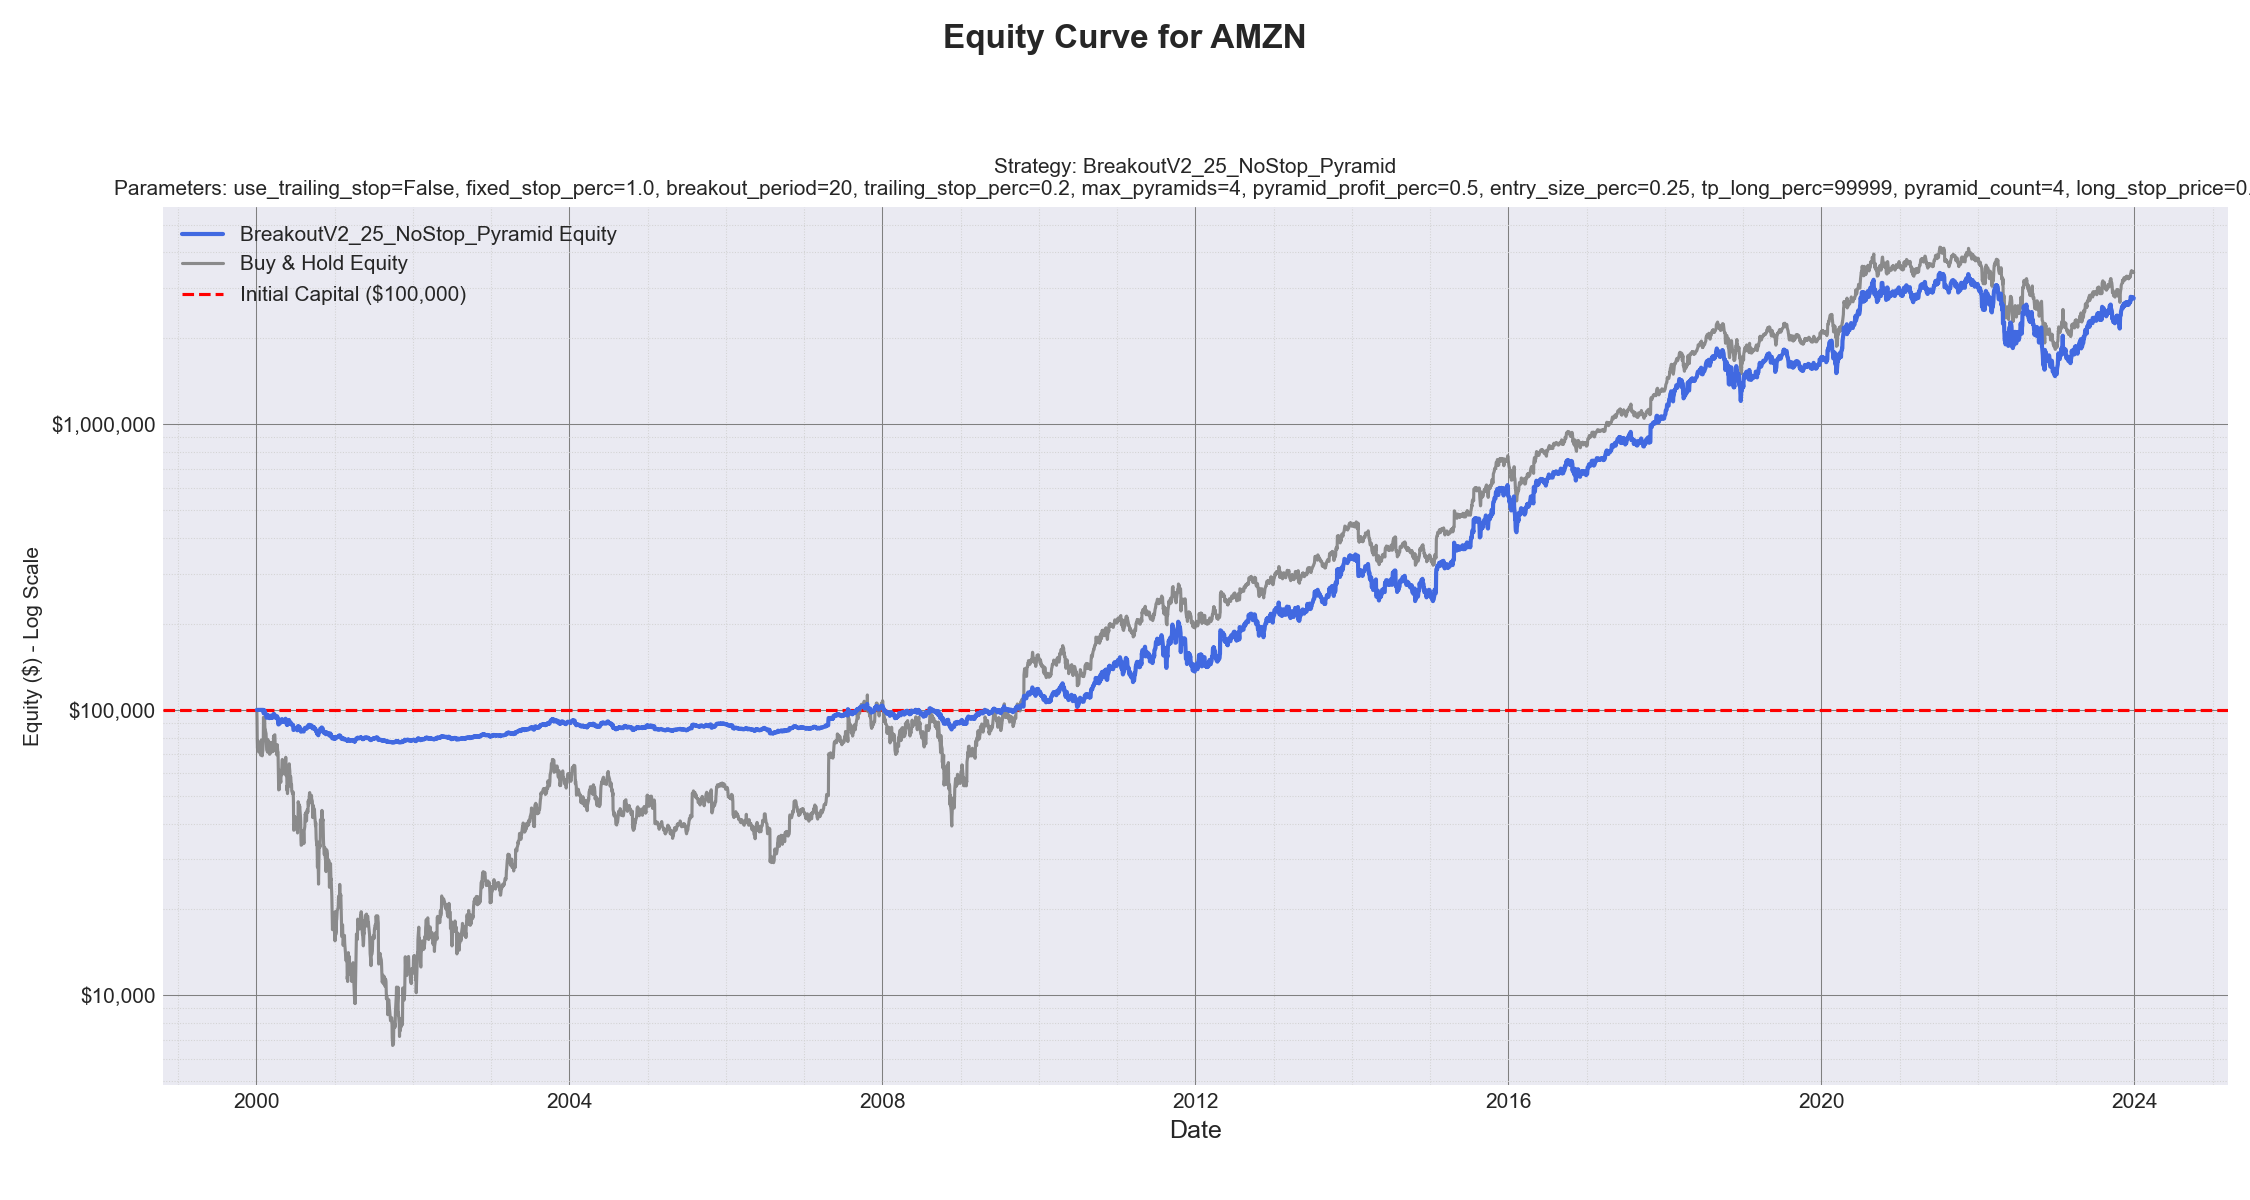 Equity Curve for AMZN
Strategy: BreakoutV2_25_NoStop_Pyramid
Parameters: use_trailing_stop=False, fixed_stop_perc=1.0, breakout_period=20, trailing_stop_perc=0.2, max_pyramids=4, pyramid_profit_perc=0.5, entry_size_perc=0.25, tp_long_perc=99999, pyramid_count=4, long_stop_price=0.
BreakoutV2_25_NoStop_Pyramid Equity
Buy & Hold Equity
Initial Capital ($100,000)
$1,000,000
$100,000
$10,000
Equity ($) - Log Scale
2000 2004 2008 2012 2016 2020 2024
Date